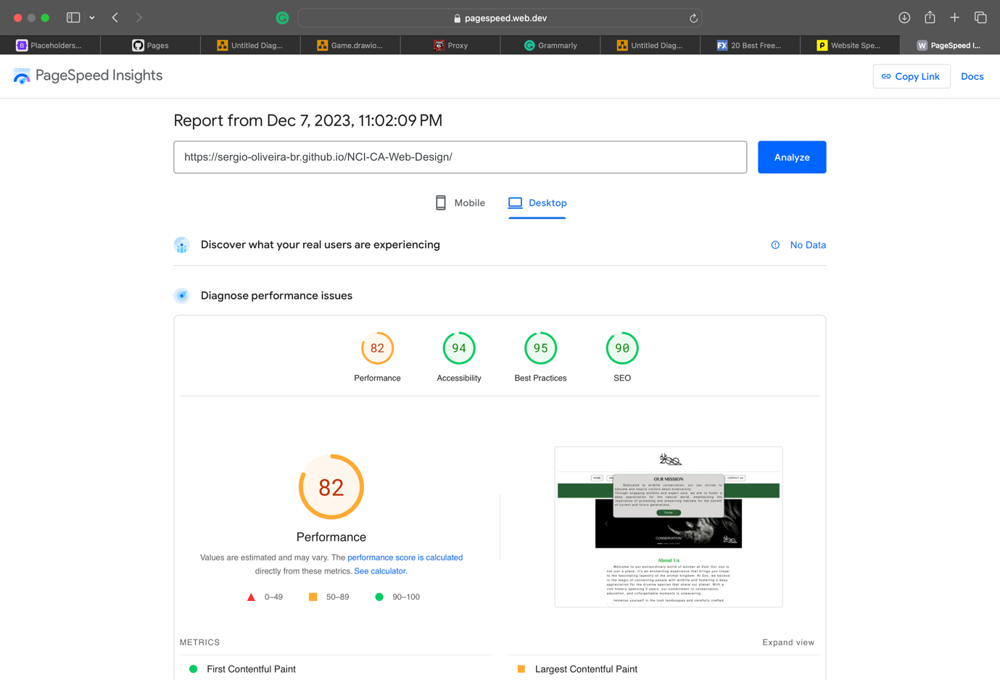 pagespeed.web.dev
Placeholders...
Pages
Untitled Diag...
Game.drawio...
Proxy
Grammarly
Untitled Diag...
FX 20 Best Free...
P Website Spe...
W PageSpeed I...
PageSpeed Insights
Copy Link
Docs
Report from Dec 7, 2023, 11:02:09 PM
https://sergio-oliveira-br.github.io/NCI-CA-Web-Design/
Analyze
Mobile
Desktop
Discover what your real users are experiencing
No Data
Diagnose performance issues
82
94
95
90
Performance
Accessibility
Best Practices
SEO
82
Performance
Values are estimated and may vary. The performance score is calculated
directly from these metrics. See calculator.
0–49
50–89
90–100
ZOO
HOME
CONTACT US
OUR MISSION
Dedicated to wildlife conservation, our zoo strives to
educate and inspire visitors about biodiversity.
Through engaging exhibits and expert care, we aim to foster a
deep appreciation for the natural world, emphasizing the
importance of protecting and preserving habitats for the benefit
of current and future generations.
CONSERVATION
ZOO
About Us
Welcome to our extraordinary world of wonder at Zoo! Our zoo is
not just a place; it's an enchanting experience that brings you closer
to the fascinating tapestry of the animal kingdom. At Zoo, we believe
in the magic of connecting people with wildlife and fostering a deep
appreciation for the diverse species that share our planet. With a
rich history spanning 2 years, our commitment to conservation,
education, and unforgettable moments is unwavering.
Immerse yourself in the lush landscapes and carefully crafted
METRICS
Expand view
First Contentful Paint
Largest Contentful Paint